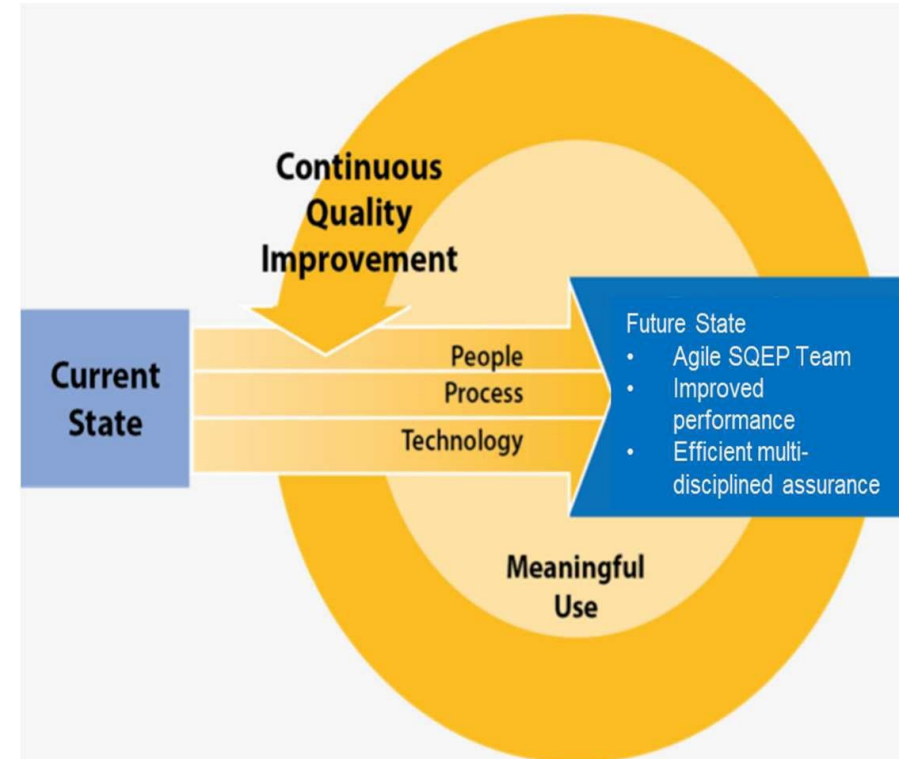 Continuous
Quality
Improvement
Current
State
People
Process
Technology
Future State
• Agile SQEP Team
• Improved
performance
• Efficient multi-
disciplined assurance
Meaningful
Use